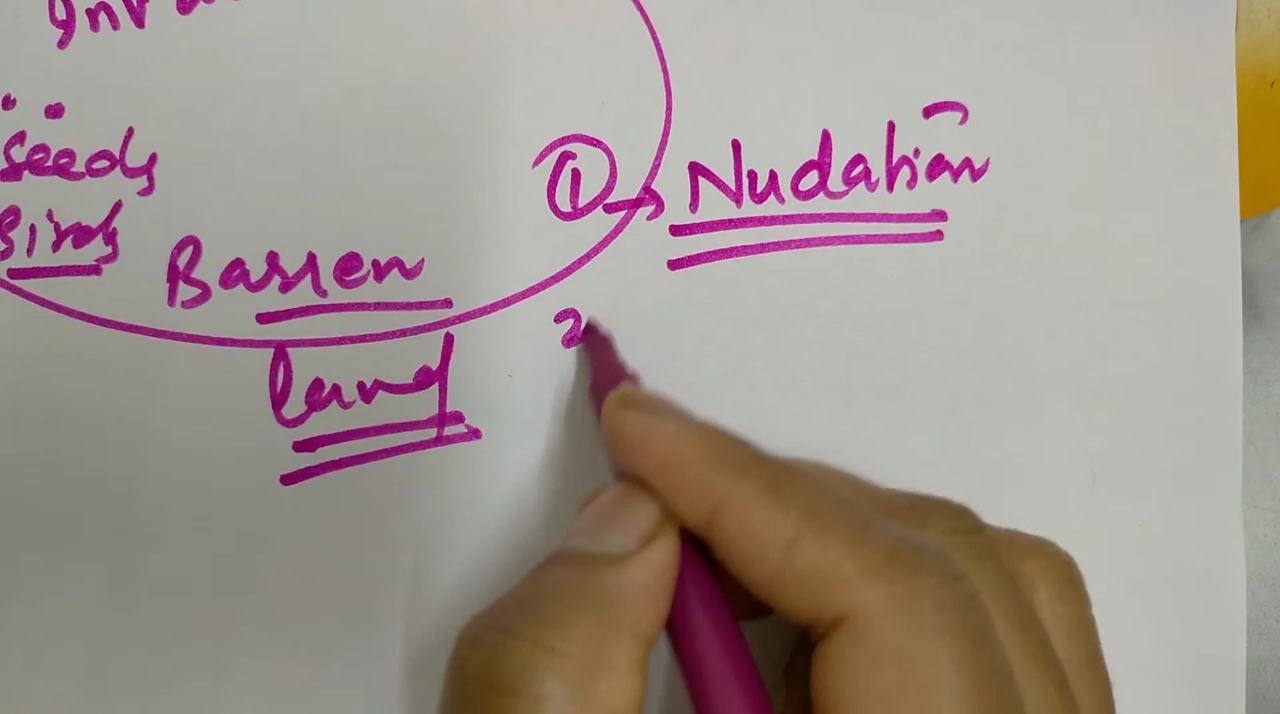 seeds
Birds
Barren
land
① → Nudation
2